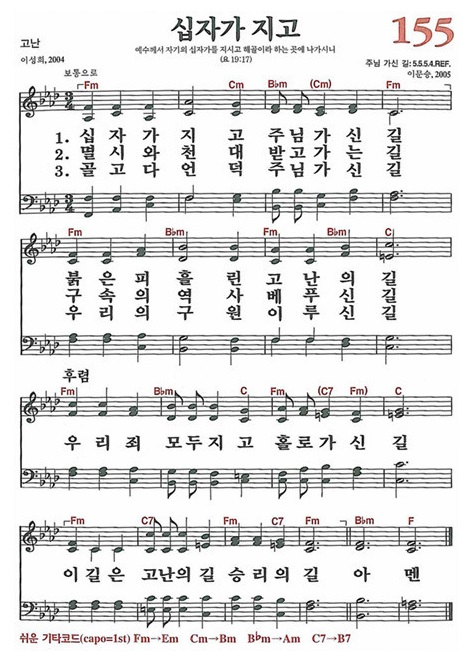 십자가 지고
155
고난
예수께서 자기의 십자가를 지시고 해골이라 하는 곳에 나가시니
(요 19:17)
이성희, 2004
주님 가신 길: 5.5.5.4.REF.
이문승, 2005
보통으로
Fm B♭m (Cm) B♭m Cm (C) Fm
1. 십 자 가 지 고 주 님 가 신 길
2. 멸 시 와 천 대 받 고 가 는 길
3. 골 고 다 언 덕 주 님 가 신 길
Fm B♭m Fm B♭m C
붉 은 피 흘 린 고 난 의 길
구 속 의 역 사 베 푸 신 길
우 리 의 구 원 이 루 신 길
후렴
Fm B♭m Fm (C7 Fm) C
우 리 죄 모 두 지 고 홀 로 가 신 길
Fm C7 Fm C7 Fm B♭m F
이 길 은 고 난 의 길 승 리 의 길 아 멘
쉬운 기타코드(capo=1st) Fm→Em Cm→Bm B♭m→Am C7→B7